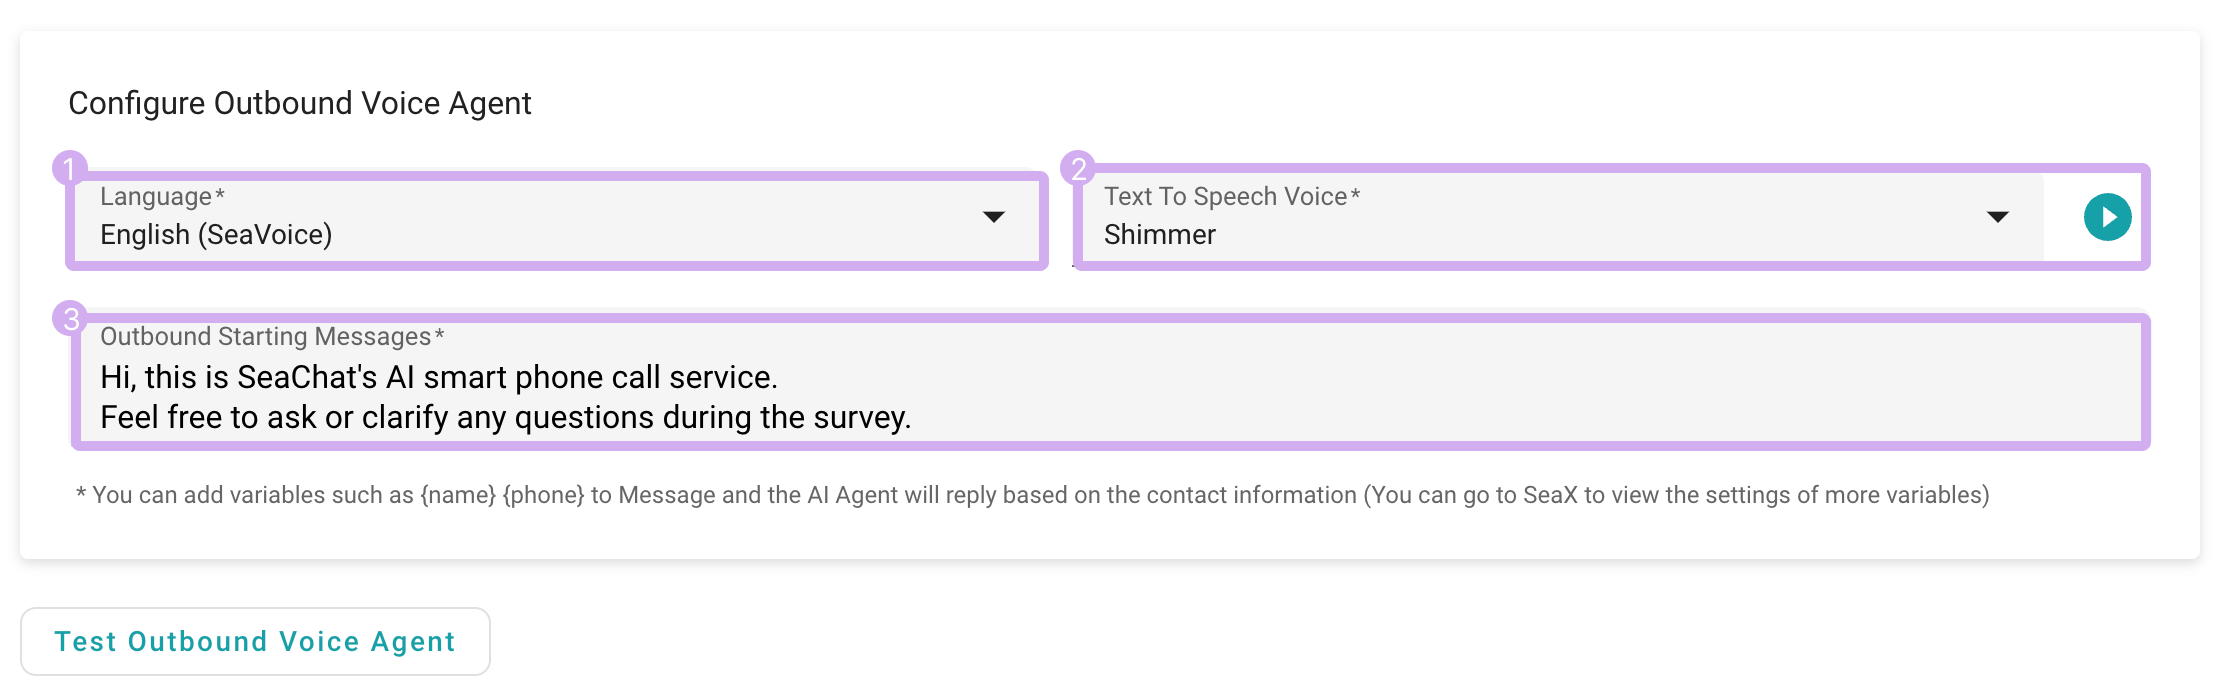 Configure Outbound Voice Agent
1
Language*
English (SeaVoice)
2
Text To Speech Voice*
Shimmer
3
Outbound Starting Messages*
Hi, this is SeaChat's AI smart phone call service.
Feel free to ask or clarify any questions during the survey.
* You can add variables such as {name} {phone} to Message and the AI Agent will reply based on the contact information (You can go to SeaX to view the settings of more variables)
Test Outbound Voice Agent